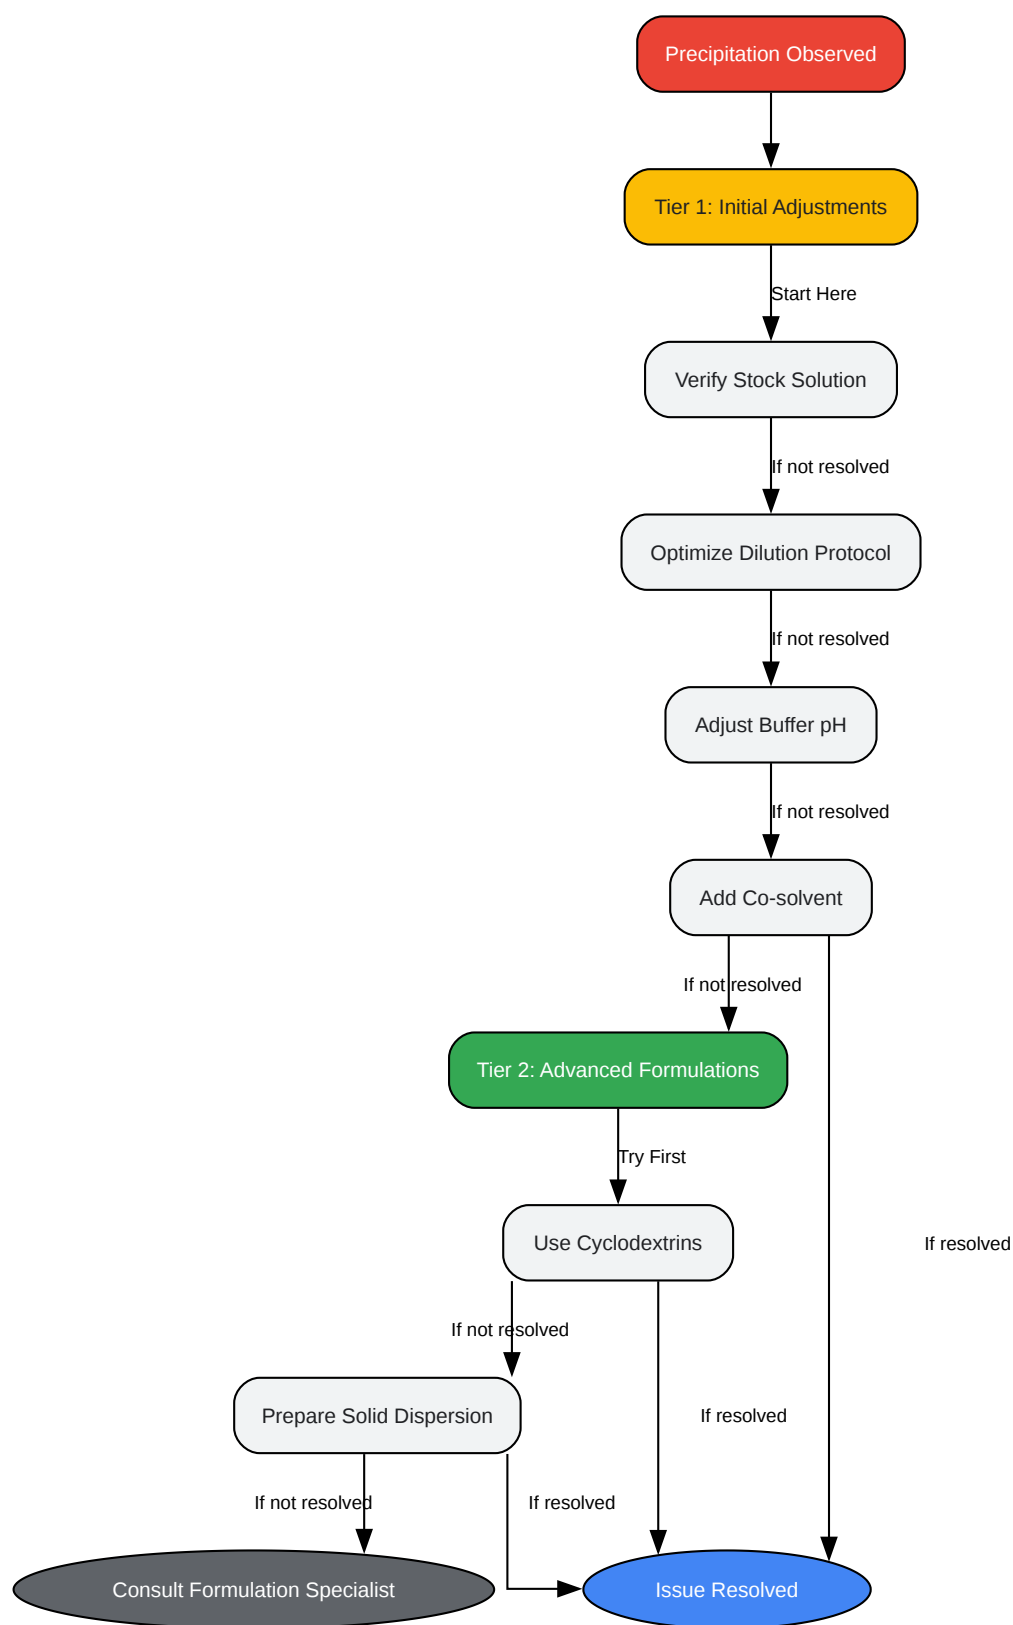 Precipitation Observed
Tier 1: Initial Adjustments
Start Here
Verify Stock Solution
If not resolved
Optimize Dilution Protocol
If not resolved
Adjust Buffer pH
If not resolved
Add Co-solvent
If not resolved
Tier 2: Advanced Formulations
Try First
Use Cyclodextrins
If resolved
If not resolved
Prepare Solid Dispersion
If resolved
If not resolved
If resolved
Consult Formulation Specialist
Issue Resolved